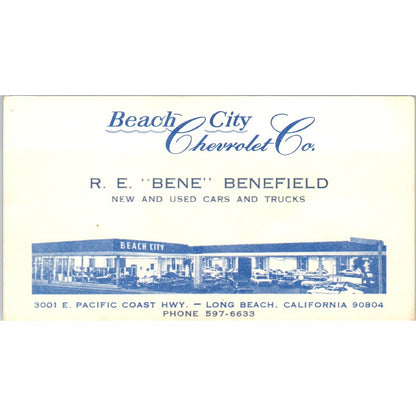 Beach City
Chevrolet Co.
R. E. "BENE" BENEFIELD
NEW AND USED CARS AND TRUCKS
BEACH CITY
3001 E. PACIFIC COAST HWY. — LONG BEACH, CALIFORNIA 90804
PHONE 597-6633